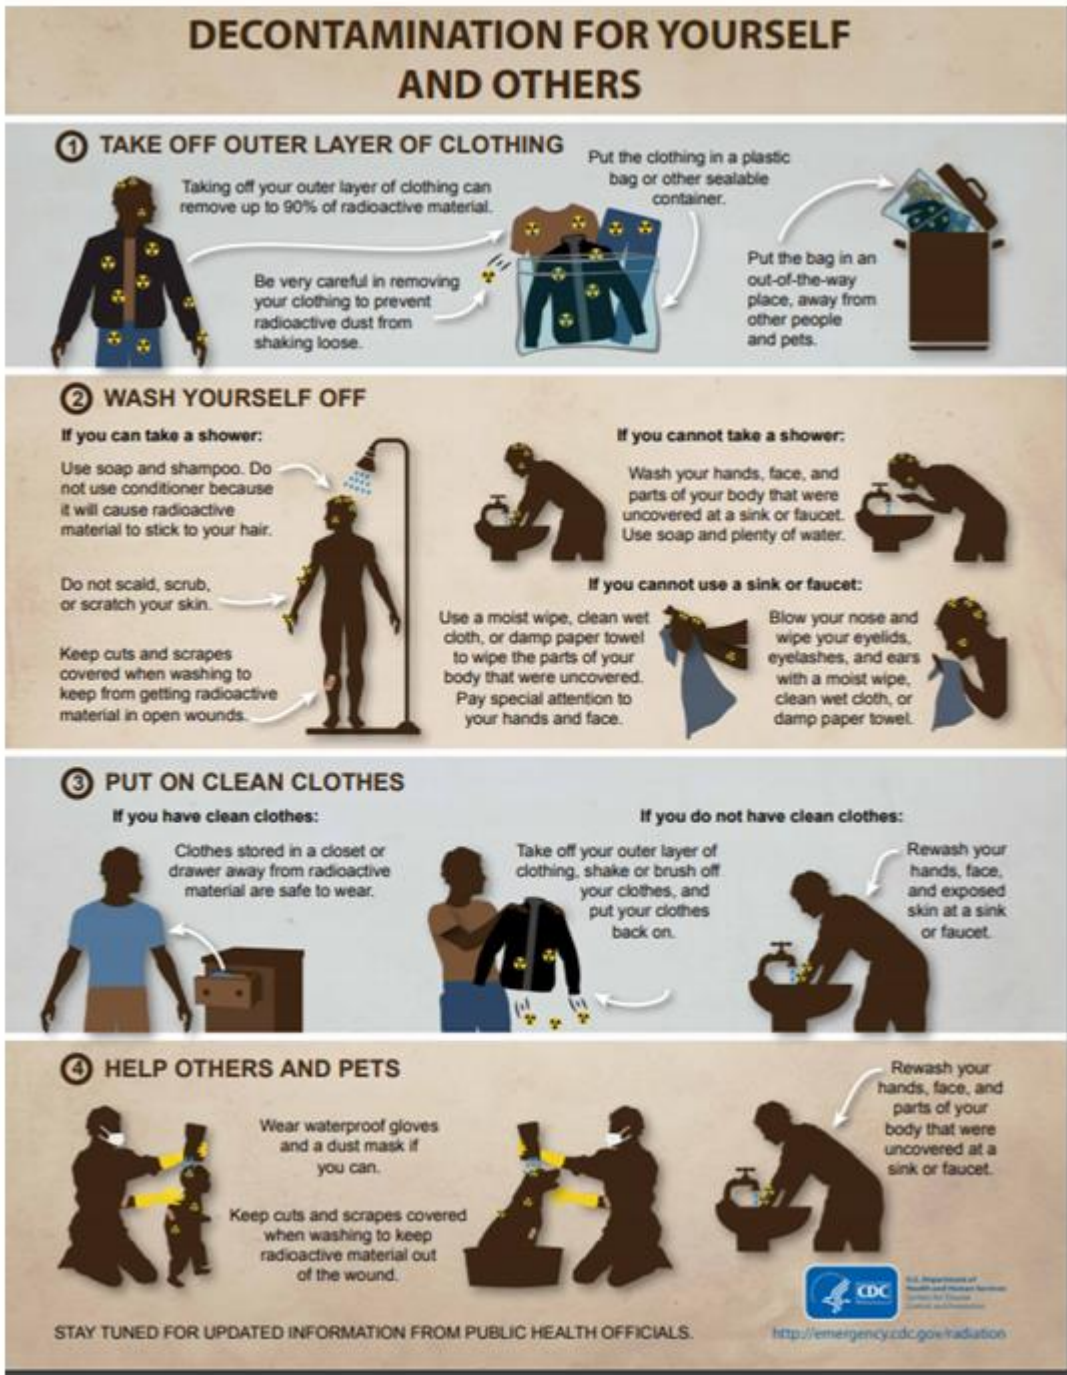 DECONTAMINATION FOR YOURSELF
AND OTHERS
1 TAKE OFF OUTER LAYER OF CLOTHING
Taking off your outer layer of clothing can
remove up to 90% of radioactive material.
Be very careful in removing
your clothing to prevent
radioactive dust from
shaking loose.
Put the clothing in a plastic
bag or other sealable
container.
Put the bag in an
out-of-the-way
place, away from
other people
and pets.
2 WASH YOURSELF OFF
If you can take a shower:
Use soap and shampoo. Do
not use conditioner because
it will cause radioactive
material to stick to your hair.
Do not scald, scrub,
or scratch your skin.
Keep cuts and scrapes
covered when washing to
keep from getting radioactive
material in open wounds.
If you cannot take a shower:
Wash your hands, face, and
parts of your body that were
uncovered at a sink or faucet.
Use soap and plenty of water.
If you cannot use a sink or faucet:
Use a moist wipe, clean wet
cloth, or damp paper towel
to wipe the parts of your
body that were uncovered.
Pay special attention to
your hands and face.
Blow your nose and
wipe your eyelids,
eyelashes, and ears
with a moist wipe,
clean wet cloth, or
damp paper towel.
3 PUT ON CLEAN CLOTHES
If you have clean clothes:
Clothes stored in a closet or
drawer away from radioactive
material are safe to wear.
If you do not have clean clothes:
Take off your outer layer of
clothing, shake or brush off
your clothes, and
put your clothes
back on.
Rewash your
hands, face,
and exposed
skin at a sink
or faucet.
4 HELP OTHERS AND PETS
Wear waterproof gloves
and a dust mask if
you can.
Keep cuts and scrapes covered
when washing to keep
radioactive material out
of the wound.
Rewash your
hands, face, and
parts of your
body that were
uncovered at a
sink or faucet.
CDC
U.S. Department of
Health and Human Services
Centers for Disease
Control and Prevention
STAY TUNED FOR UPDATED INFORMATION FROM PUBLIC HEALTH OFFICIALS.
http://emergency.cdc.gov/radiation